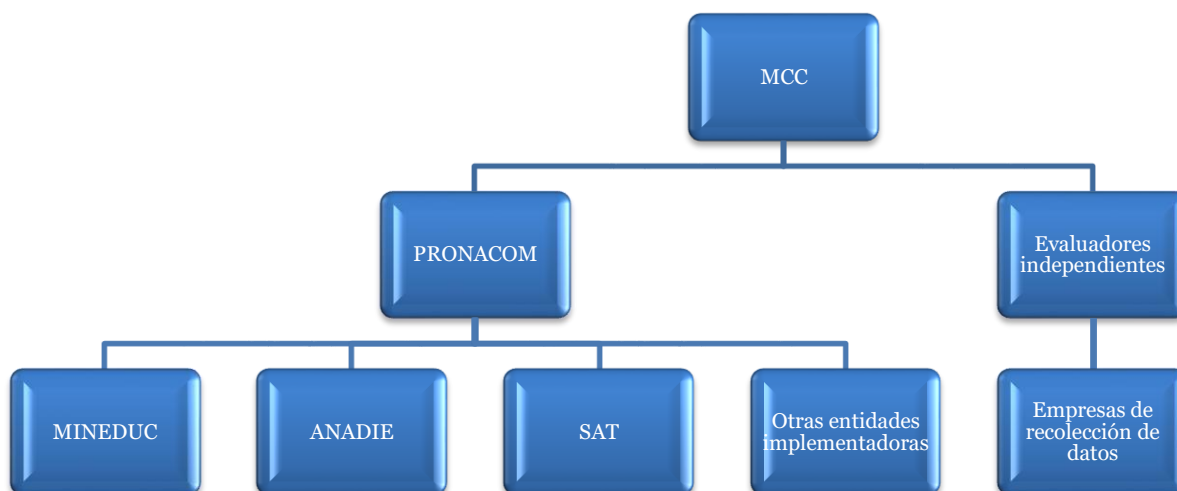 MCC
PRONACOM
Evaluadores
independientes
MINEDUC
ANADIE
SAT
Otras entidades
implementadoras
Empresas de
recolección de
datos